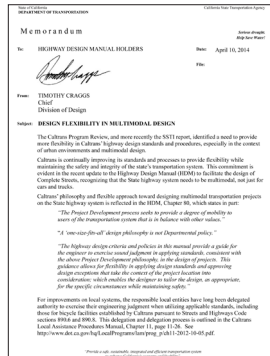 State of California
California State Transportation Agency
DEPARTMENT OF TRANSPORTATION
Memorandum
Serious drought.
Help Save Water!
To: HIGHWAY DESIGN MANUAL HOLDERS
Date: April 10, 2014
File:
From: TIMOTHY CRAGGS
Chief
Division of Design
Subject: DESIGN FLEXIBILITY IN MULTIMODAL DESIGN
The Caltrans Program Review, and more recently the SSTI report, identified a need to provide
more flexibility in Caltrans' highway design standards and procedures, especially in the context
of urban environments and multimodal design.
Caltrans is continually improving its standards and processes to provide flexibility while
maintaining the safety and integrity of the state's transportation system. This commitment is
evident in the recent update to the Highway Design Manual (HDM) to facilitate the design of
Complete Streets, recognizing that the State highway system needs to be multimodal, not just for
cars and trucks.
Caltrans' philosophy and flexible approach toward designing multimodal transportation projects
on the State highway system is reflected in the HDM, Chapter 80, which states in part:
"The Project Development process seeks to provide a degree of mobility to
users of the transportation system that is in balance with other values."
"A 'one-size-fits-all' design philosophy is not Departmental policy."
"The highway design criteria and policies in this manual provide a guide for
the engineer to exercise sound judgment in applying standards, consistent with
the above Project Development philosophy, in the design of projects. This
guidance allows for flexibility in applying design standards and approving
design exceptions that take the context of the project location into
consideration; which enables the designer to tailor the design, as appropriate,
for the specific circumstances while maintaining safety."
For improvements on local systems, the responsible local entities have long been delegated
authority to exercise their engineering judgment when utilizing applicable standards, including
those for bicycle facilities established by Caltrans pursuant to Streets and Highways Code
sections 890.6 and 890.8. This delegation and delegation process is outlined in the Caltrans
Local Assistance Procedures Manual, Chapter 11, page 11-26. See
http://www.dot.ca.gov/hq/LocalPrograms/lam/prog_p/ch11-2012-10-05.pdf.
"Provide a safe, sustainable, integrated and efficient transportation system